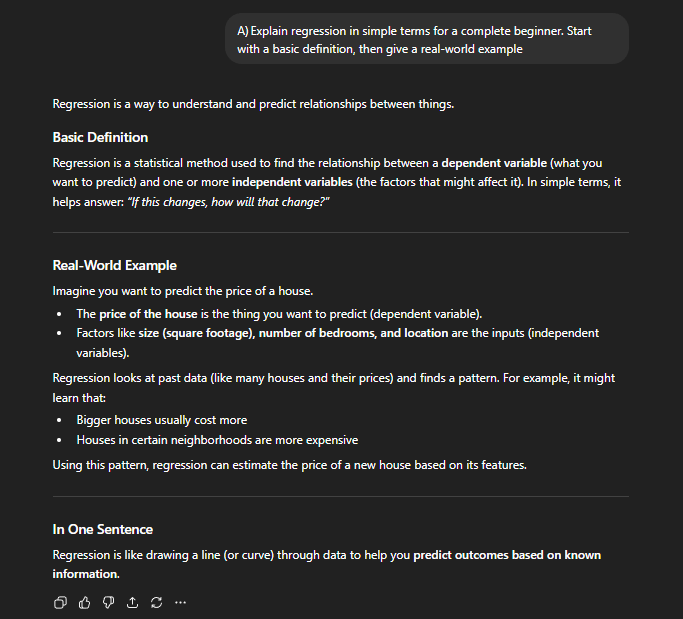 A) Explain regression in simple terms for a complete beginner. Start
with a basic definition, then give a real-world example
Regression is a way to understand and predict relationships between things.
Basic Definition
Regression is a statistical method used to find the relationship between a dependent variable (what you
want to predict) and one or more independent variables (the factors that might affect it). In simple terms, it
helps answer: “If this changes, how will that change?”
Real-World Example
Imagine you want to predict the price of a house.
• The price of the house is the thing you want to predict (dependent variable).
• Factors like size (square footage), number of bedrooms, and location are the inputs (independent
variables).
Regression looks at past data (like many houses and their prices) and finds a pattern. For example, it might
learn that:
• Bigger houses usually cost more
• Houses in certain neighborhoods are more expensive
Using this pattern, regression can estimate the price of a new house based on its features.
In One Sentence
Regression is like drawing a line (or curve) through data to help you predict outcomes based on known
information.